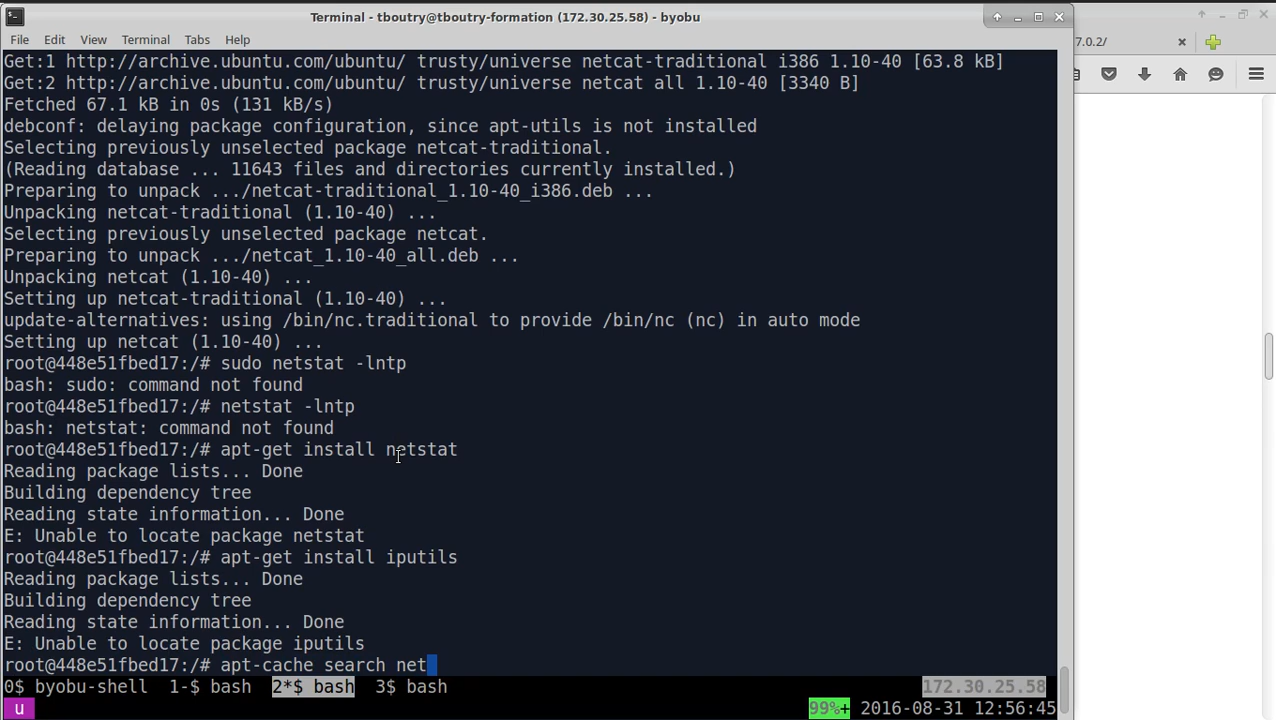 Terminal - tboutry@tboutry-formation (172.30.25.58) - byobu
File Edit View Terminal Tabs Help
7.0.2/
Get:1 http://archive.ubuntu.com/ubuntu/ trusty/universe netcat-traditional i386 1.10-40 [63.8 kB]
Get:2 http://archive.ubuntu.com/ubuntu/ trusty/universe netcat all 1.10-40 [3340 B]
Fetched 67.1 kB in 0s (131 kB/s)
debconf: delaying package configuration, since apt-utils is not installed
Selecting previously unselected package netcat-traditional.
(Reading database ... 11643 files and directories currently installed.)
Preparing to unpack .../netcat-traditional_1.10-40_i386.deb ...
Unpacking netcat-traditional (1.10-40) ...
Selecting previously unselected package netcat.
Preparing to unpack .../netcat_1.10-40_all.deb ...
Unpacking netcat (1.10-40) ...
Setting up netcat-traditional (1.10-40) ...
update-alternatives: using /bin/nc.traditional to provide /bin/nc (nc) in auto mode
Setting up netcat (1.10-40) ...
root@448e51fbed17:/# sudo netstat -lntp
bash: sudo: command not found
root@448e51fbed17:/# netstat -lntp
bash: netstat: command not found
root@448e51fbed17:/# apt-get install netstat
Reading package lists... Done
Building dependency tree
Reading state information... Done
E: Unable to locate package netstat
root@448e51fbed17:/# apt-get install iputils
Reading package lists... Done
Building dependency tree
Reading state information... Done
E: Unable to locate package iputils
root@448e51fbed17:/# apt-cache search net
0$ byobu-shell 1-$ bash 2*$ bash 3$ bash 172.30.25.58
u 99%+ 2016-08-31 12:56:45